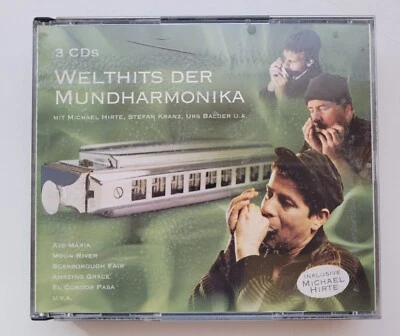 3 CDs
WELTHITS DER
MUNDHARMONIKA
MIT MICHAEL HIRTE, STEFAN KRANZ, URS BALDER U.A.
AVE MARIA
MOON RIVER
SCARBOROUGH FAIR
AMAZING GRACE
EL CONDOR PASA
U.V.A.
INKLUSIVE
MICHAEL
HIRTE